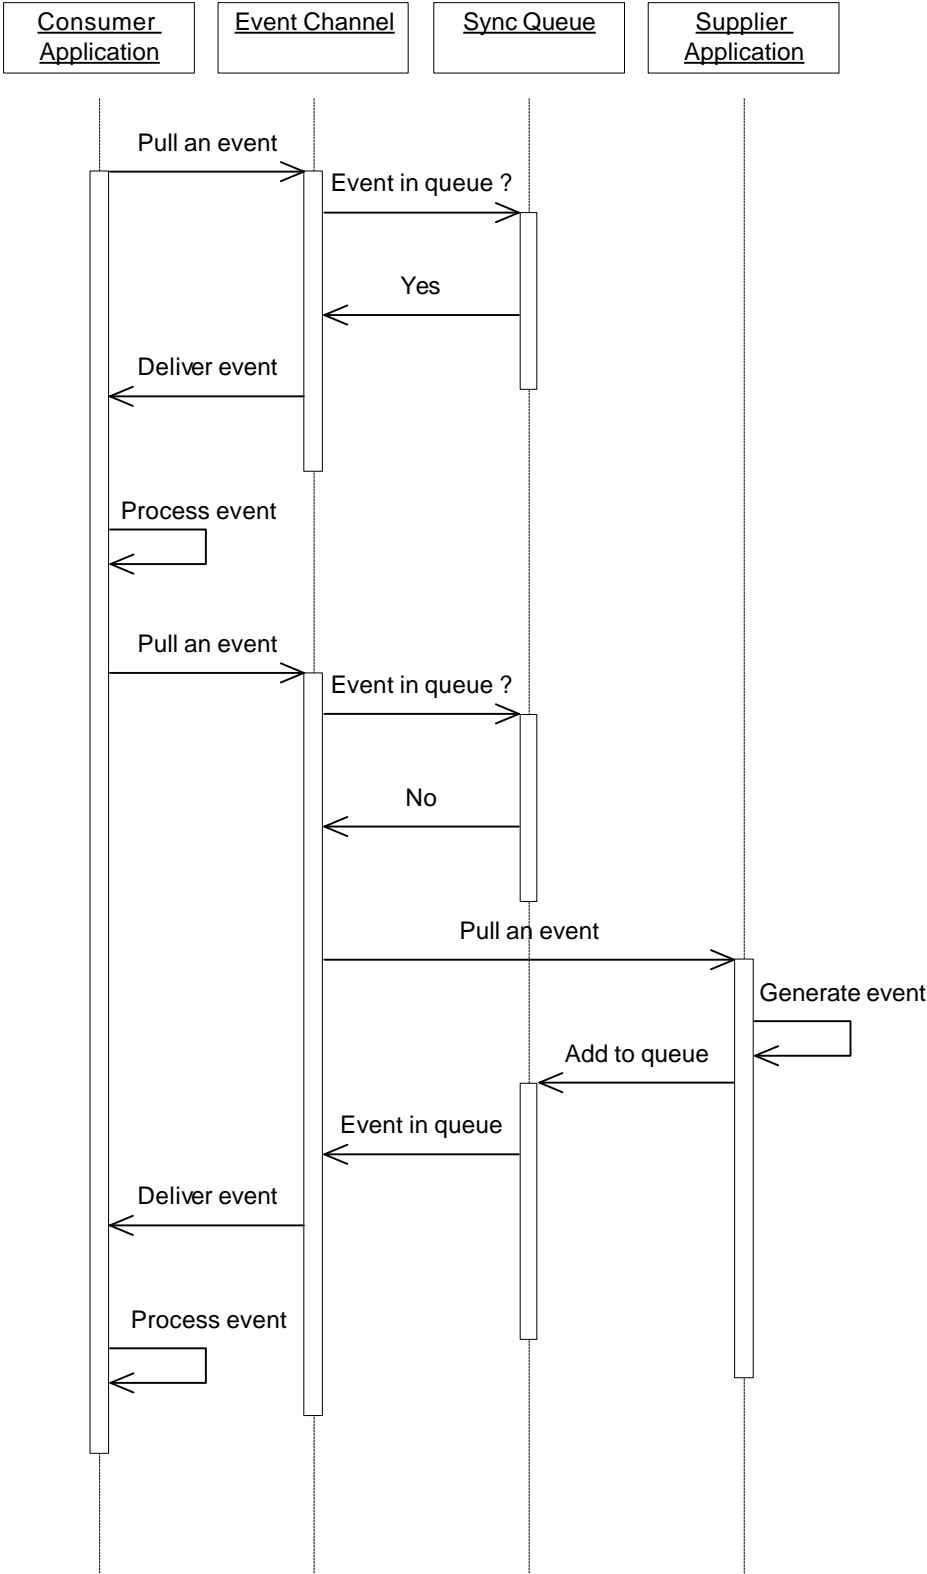 Consumer
Application
Event Channel
Sync Queue
Supplier
Application
Pull an event
Event in queue ?
Yes
Deliver event
Process event
Pull an event
Event in queue ?
No
Pull an event
Generate event
Add to queue
Event in queue
Deliver event
Process event